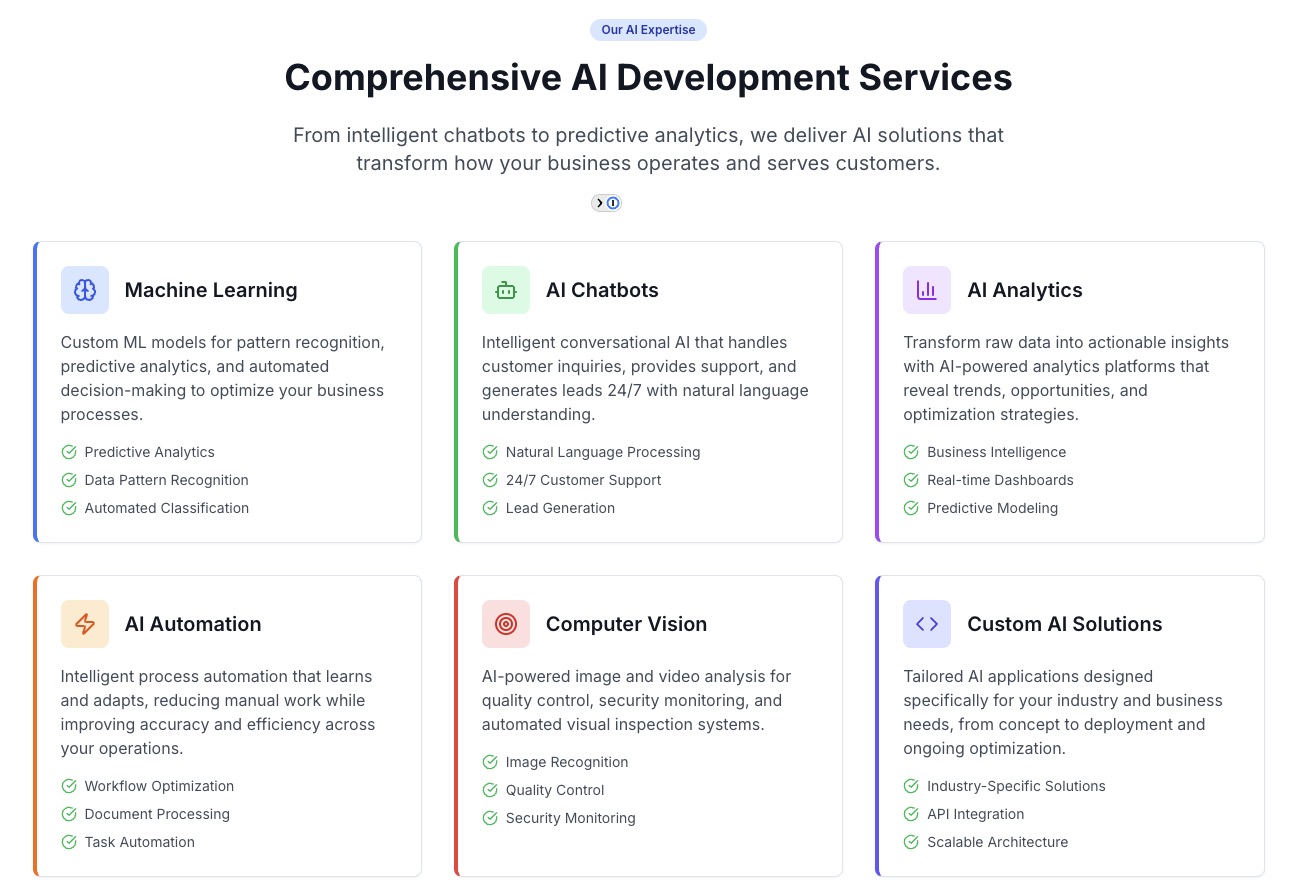 Our AI Expertise
Comprehensive AI Development Services
From intelligent chatbots to predictive analytics, we deliver AI solutions that
transform how your business operates and serves customers.
Machine Learning
Custom ML models for pattern recognition,
predictive analytics, and automated
decision-making to optimize your business
processes.
Predictive Analytics
Data Pattern Recognition
Automated Classification
AI Chatbots
Intelligent conversational AI that handles
customer inquiries, provides support, and
generates leads 24/7 with natural language
understanding.
Natural Language Processing
24/7 Customer Support
Lead Generation
AI Analytics
Transform raw data into actionable insights
with AI-powered analytics platforms that
reveal trends, opportunities, and
optimization strategies.
Business Intelligence
Real-time Dashboards
Predictive Modeling
AI Automation
Intelligent process automation that learns
and adapts, reducing manual work while
improving accuracy and efficiency across
your operations.
Workflow Optimization
Document Processing
Task Automation
Computer Vision
AI-powered image and video analysis for
quality control, security monitoring, and
automated visual inspection systems.
Image Recognition
Quality Control
Security Monitoring
Custom AI Solutions
Tailored AI applications designed
specifically for your industry and business
needs, from concept to deployment and
ongoing optimization.
Industry-Specific Solutions
API Integration
Scalable Architecture